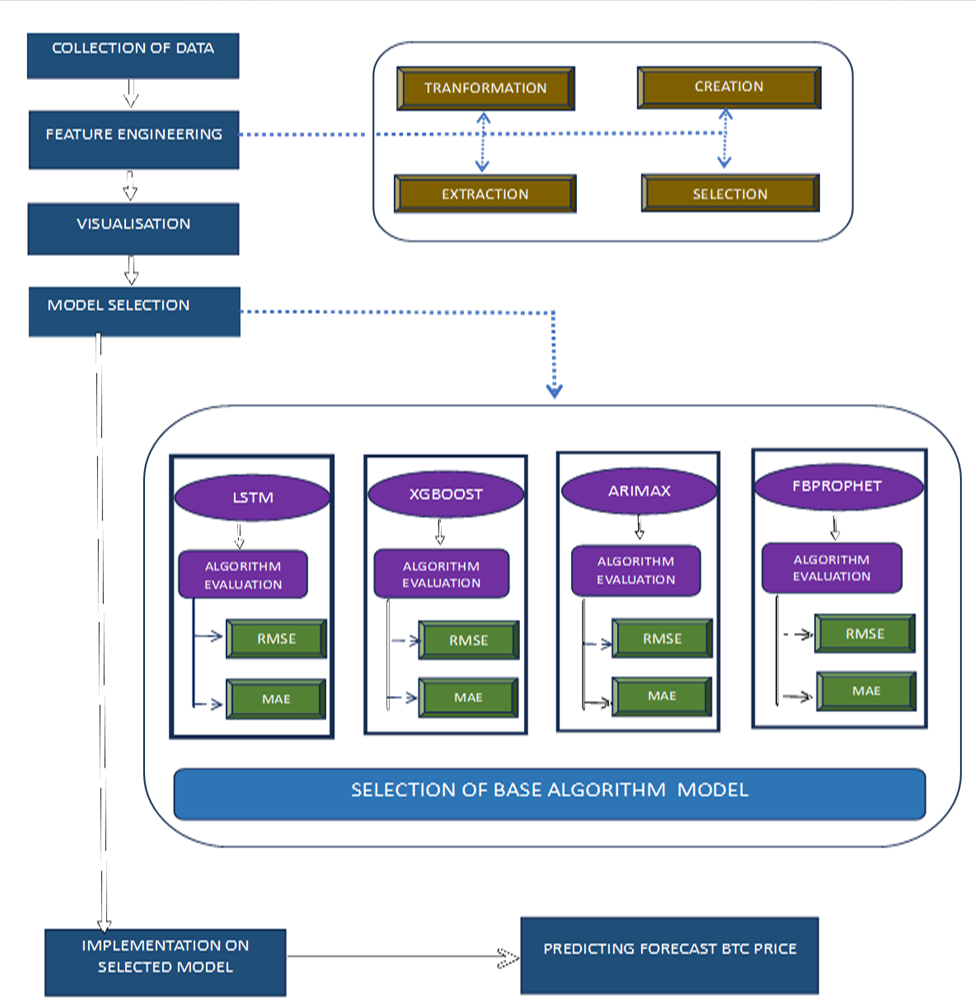 COLLECTION OF DATA
FEATURE ENGINEERING
VISUALISATION
MODEL SELECTION
TRANFORMATION
CREATION
EXTRACTION
SELECTION
LSTM
ALGORITHM
EVALUATION
RMSE
MAE
XGBOOST
ALGORITHM
EVALUATION
RMSE
MAE
ARIMAX
ALGORITHM
EVALUATION
RMSE
MAE
FBPROPHET
ALGORITHM
EVALUATION
RMSE
MAE
SELECTION OF BASE ALGORITHM MODEL
IMPLEMENTATION ON
SELECTED MODEL
PREDICTING FORECAST BTC PRICE